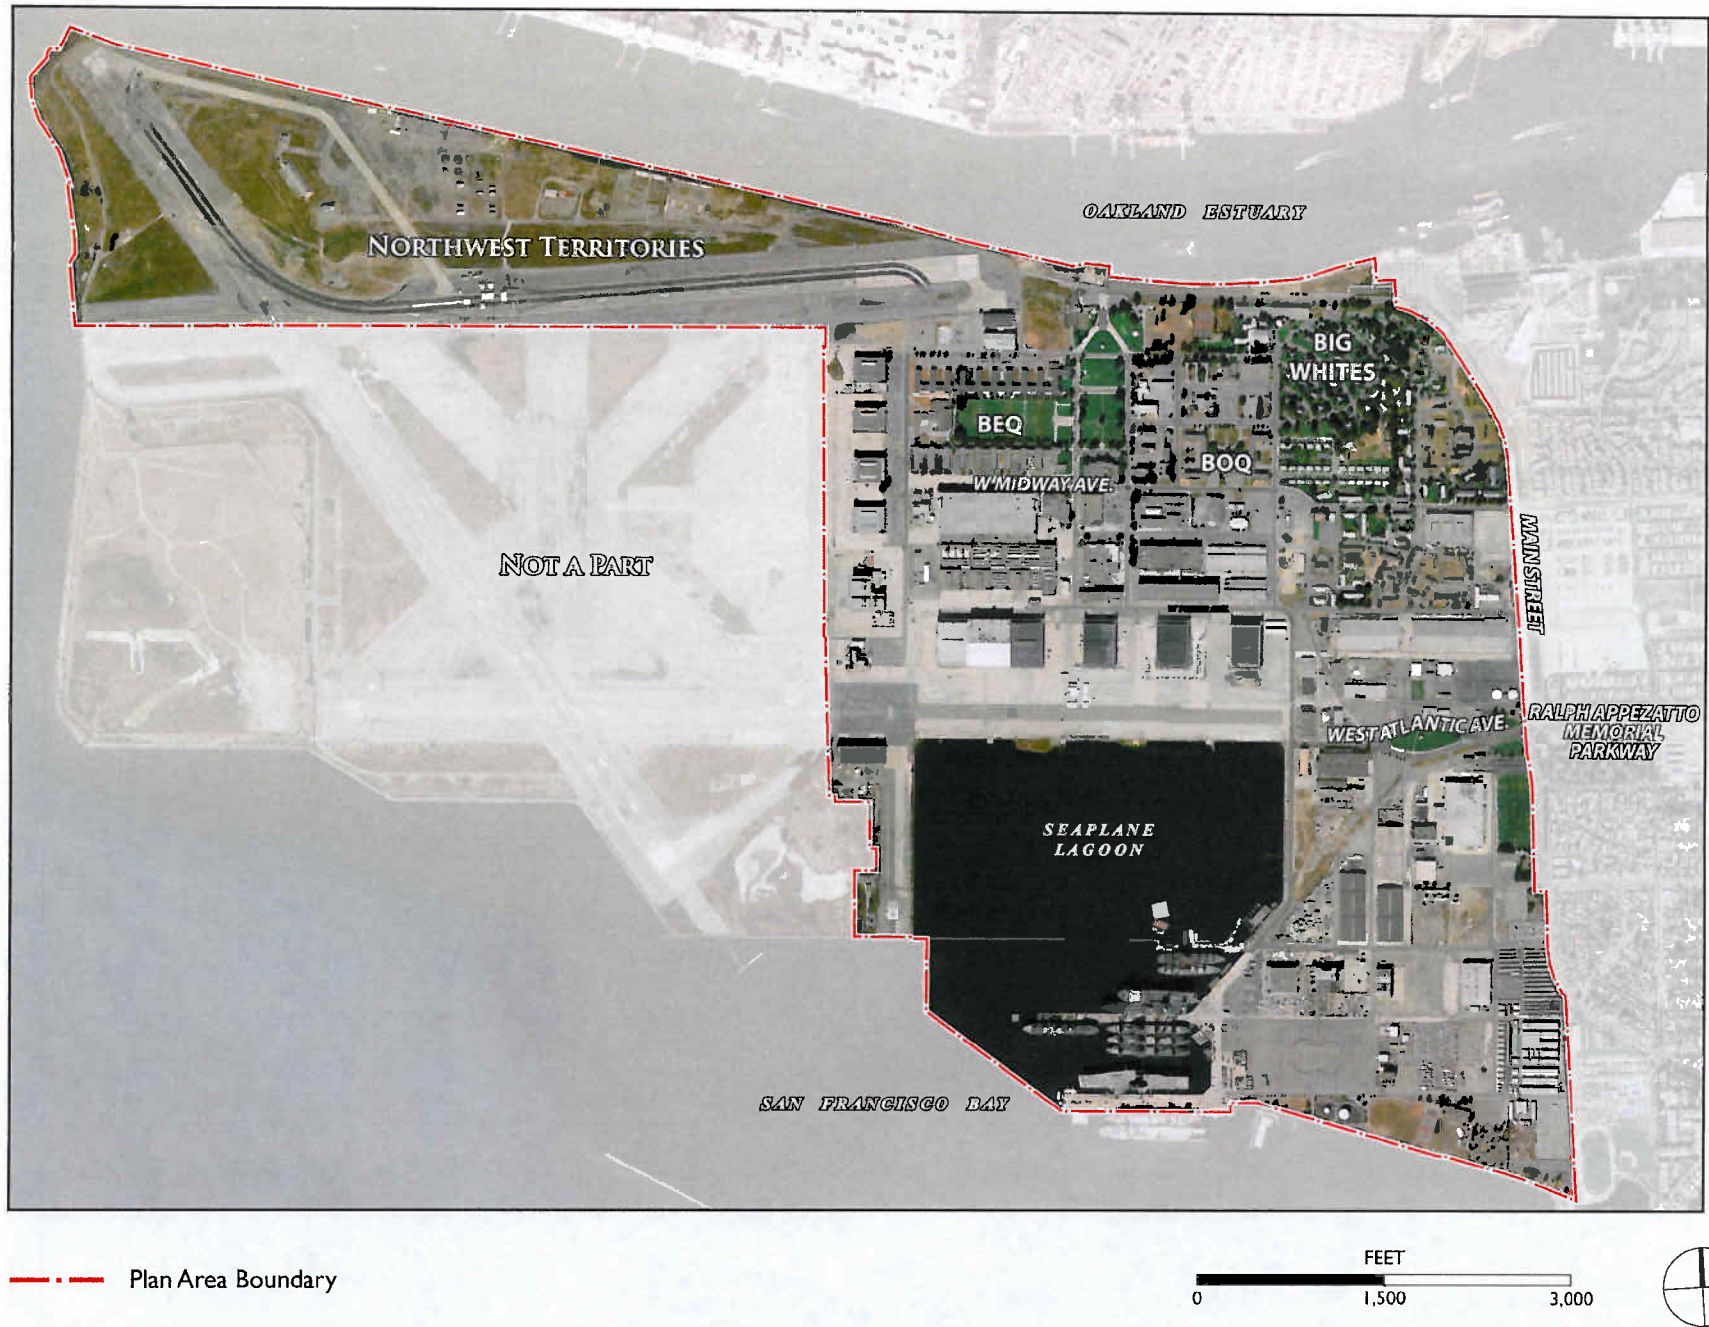 OAKLAND ESTUARY
NORTHWEST TERRITORIES
BIG
WHITES
BEQ
BOQ
W MIDWAY AVE.
NOT A PART
MAIN STREET
WEST ATLANTIC AVE
RALPH APPEZATTO
MEMORIAL
PARKWAY
SEAPLANE
LAGOON
SAN FRANCISCO BAY
Plan Area Boundary
FEET
0 1,500 3,000